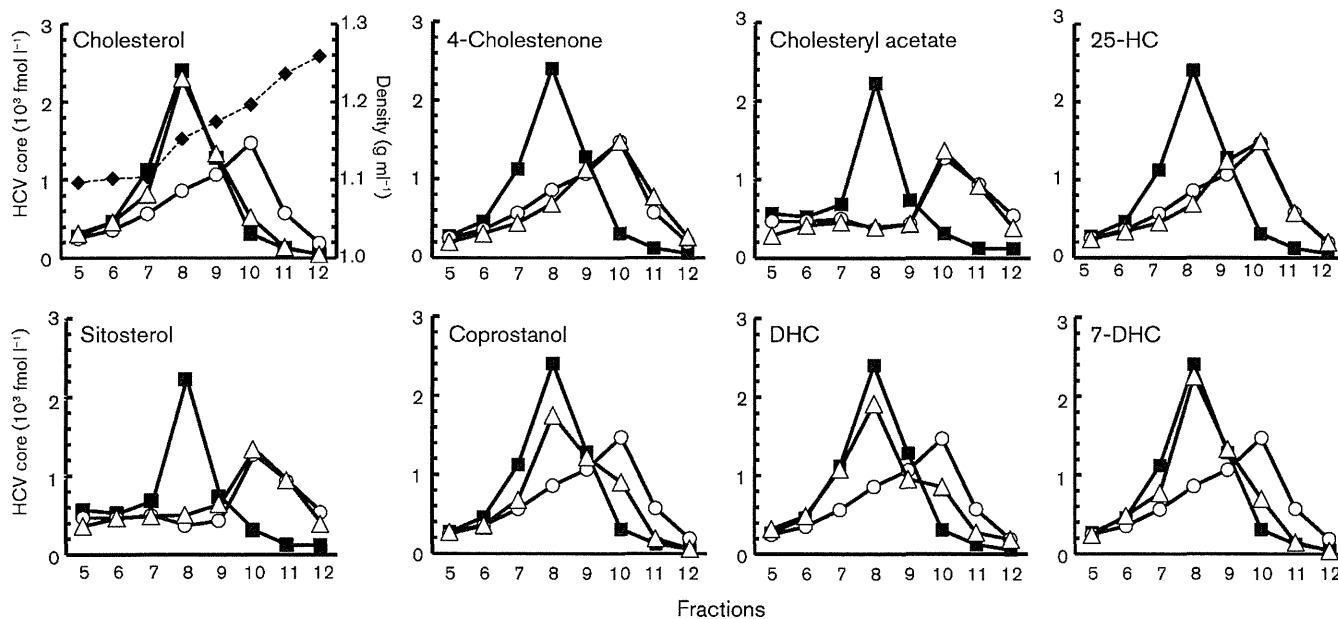 Cholesterol
4-Cholestenone
Cholesteryl acetate
25-HC
HCV core (10³ fmol l⁻¹)
Density (g ml⁻¹)
3
2
1
0
1.3
1.2
1.1
1.0
5 6 7 8 9 10 11 12
3
2
1
0
5 6 7 8 9 10 11 12
3
2
1
0
5 6 7 8 9 10 11 12
3
2
1
0
5 6 7 8 9 10 11 12
Sitosterol
Coprostanol
DHC
7-DHC
HCV core (10³ fmol l⁻¹)
3
2
1
0
5 6 7 8 9 10 11 12
3
2
1
0
5 6 7 8 9 10 11 12
3
2
1
0
5 6 7 8 9 10 11 12
3
2
1
0
5 6 7 8 9 10 11 12
Fractions